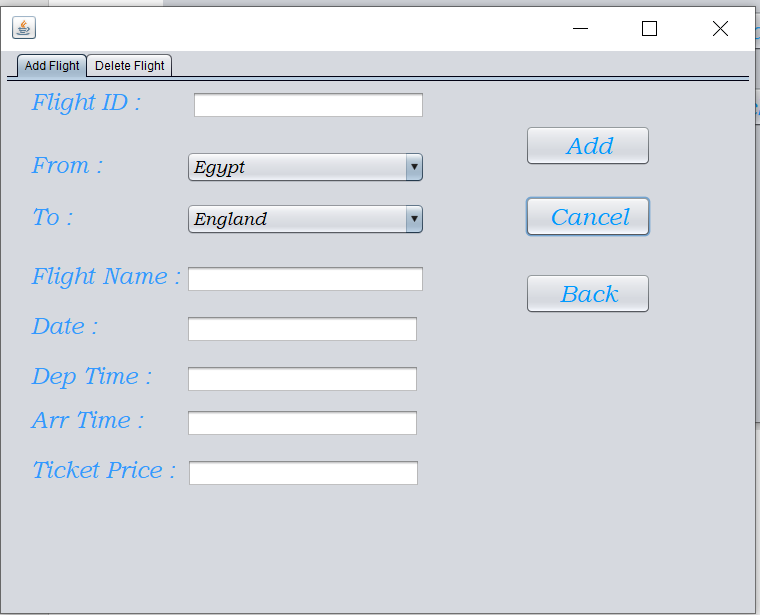 Add Flight Delete Flight
Flight ID :
Add
From : Egypt
To : England
Cancel
Flight Name :
Back
Date :
Dep Time :
Arr Time :
Ticket Price :